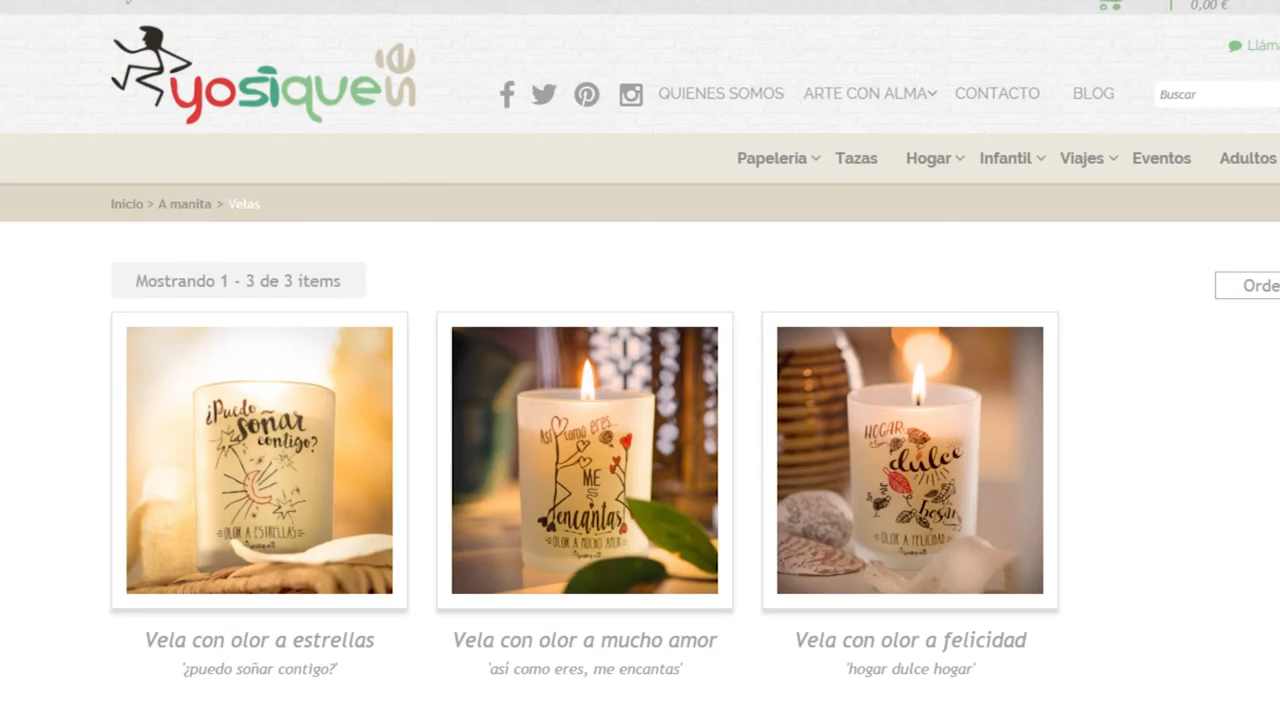 0,00 €
yosiquesé
Lláma
QUIENES SOMOS
ARTE CON ALMA
CONTACTO
BLOG
Buscar
Papelería
Tazas
Hogar
Infantil
Viajes
Eventos
Adultos
Inicio > A manita > Velas
Mostrando 1 - 3 de 3 items
Orde
¿Puedo
soñar
contigo?
OLOR A ESTRELLAS
Así como eres...
ME
encantas
OLOR A MUCHO AMOR
HOGAR
dulce
hogar
OLOR A FELICIDAD
Vela con olor a estrellas
'¿puedo soñar contigo?'
Vela con olor a mucho amor
'así como eres, me encantas'
Vela con olor a felicidad
'hogar dulce hogar'